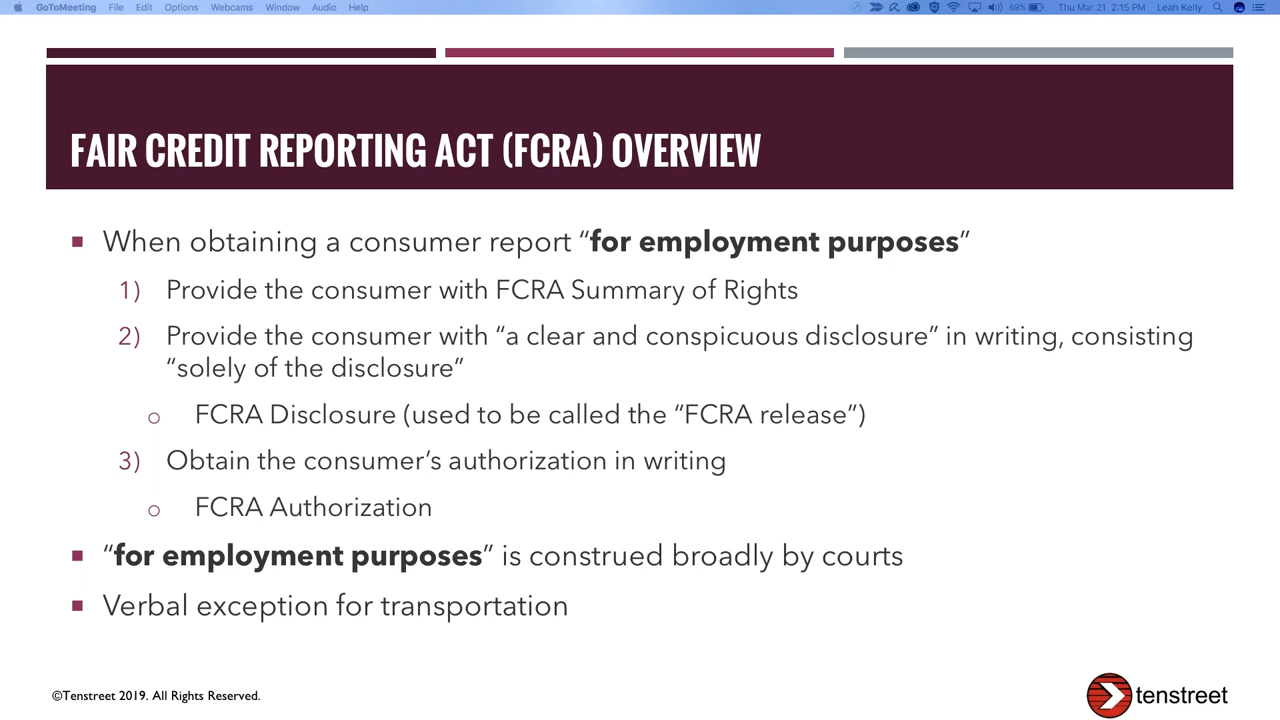 GoToMeeting File Edit Options Webcams Window Audio Help 69% Thu Mar 21 2:15 PM Leah Kelly
FAIR CREDIT REPORTING ACT (FCRA) OVERVIEW
When obtaining a consumer report “for employment purposes”
1) Provide the consumer with FCRA Summary of Rights
2) Provide the consumer with “a clear and conspicuous disclosure” in writing, consisting
“solely of the disclosure”
o FCRA Disclosure (used to be called the “FCRA release”)
3) Obtain the consumer’s authorization in writing
o FCRA Authorization
“for employment purposes” is construed broadly by courts
Verbal exception for transportation
©Tenstreet 2019. All Rights Reserved.
tenstreet